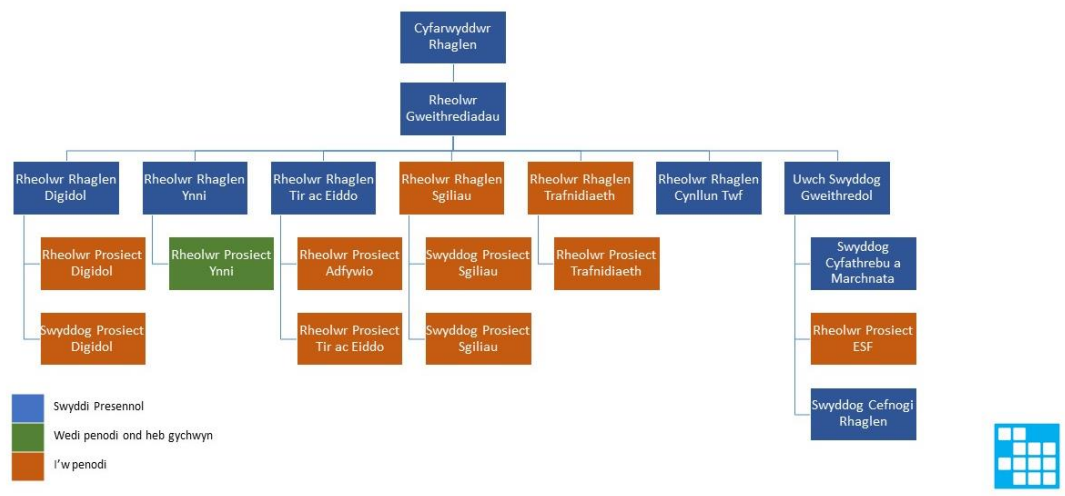 Cyfarwyddwr
Rhaglen
Rheolwr
Gweithrediadau
Rheolwr Rhaglen
Digidol
Rheolwr Rhaglen
Ynni
Rheolwr Rhaglen
Tir ac Eiddo
Rheolwr Rhaglen
Sgiliau
Rheolwr Rhaglen
Trafnidiaeth
Rheolwr Rhaglen
Cynllun Twf
Uwch Swyddog
Gweithredol
Rheolwr Prosiect
Digidol
Rheolwr Prosiect
Ynni
Rheolwr Prosiect
Adfywio
Swyddog Prosiect
Sgiliau
Rheolwr Prosiect
Trafnidiaeth
Swyddog
Cyfathrebu a
Marchnata
Swyddog Prosiect
Digidol
Rheolwr Prosiect
Tir ac Eiddo
Swyddog Prosiect
Sgiliau
Rheolwr Prosiect
ESF
Swyddog Cefnogi
Rhaglen
Swyddi Presennol
Wedi penodi ond heb gychwyn
I'w penodi